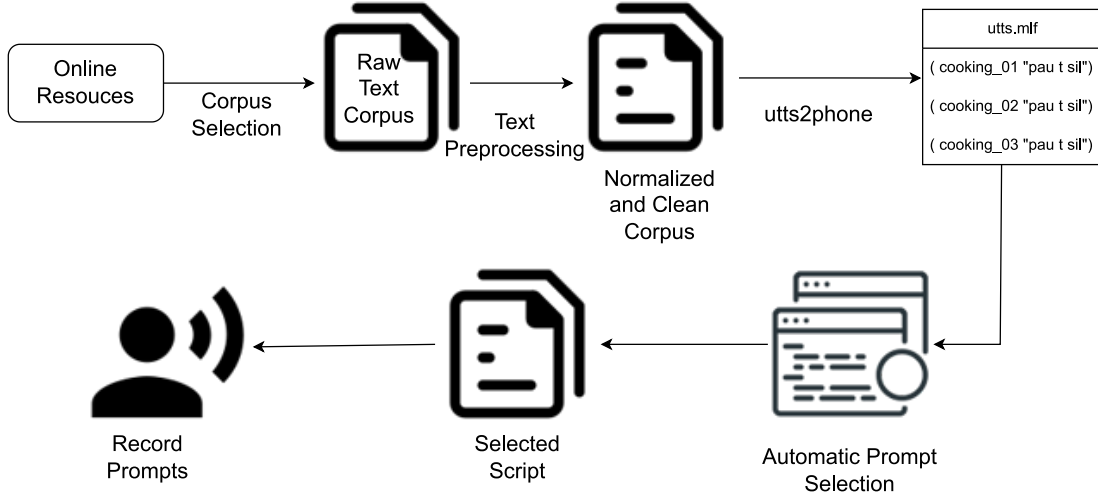 Online
Resouces
Corpus
Selection
Raw
Text
Corpus
Text
Preprocessing
Normalized
and Clean
Corpus
utts2phone
utts.mlf
( cooking_01 "pau t sil")
( cooking_02 "pau t sil")
( cooking_03 "pau t sil")
Automatic Prompt
Selection
Selected
Script
Record
Prompts